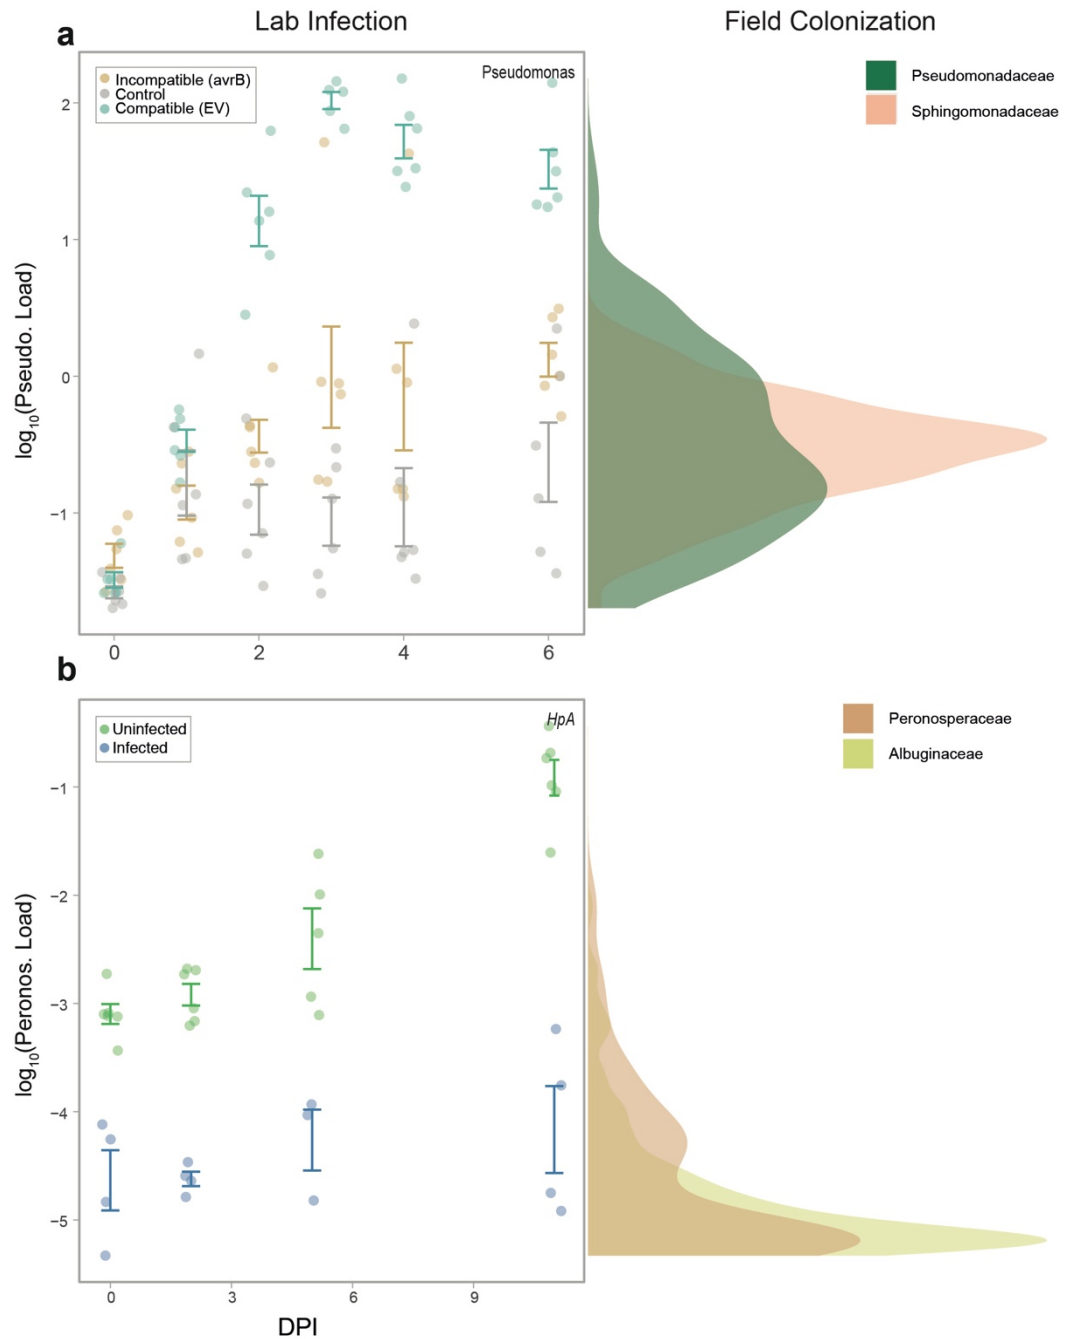 Lab Infection
Field Colonization
a
Pseudomonas
Incompatible (avrB)
Control
Compatible (EV)
Pseudomonadaceae
Sphingomonadaceae
log10(Pseudo. Load)
2
1
0
−1
0
2
4
6
b
HpA
Uninfected
Infected
Peronosperaceae
Albuginaceae
log10(Peronos. Load)
−1
−2
−3
−4
−5
0
3
6
9
DPI